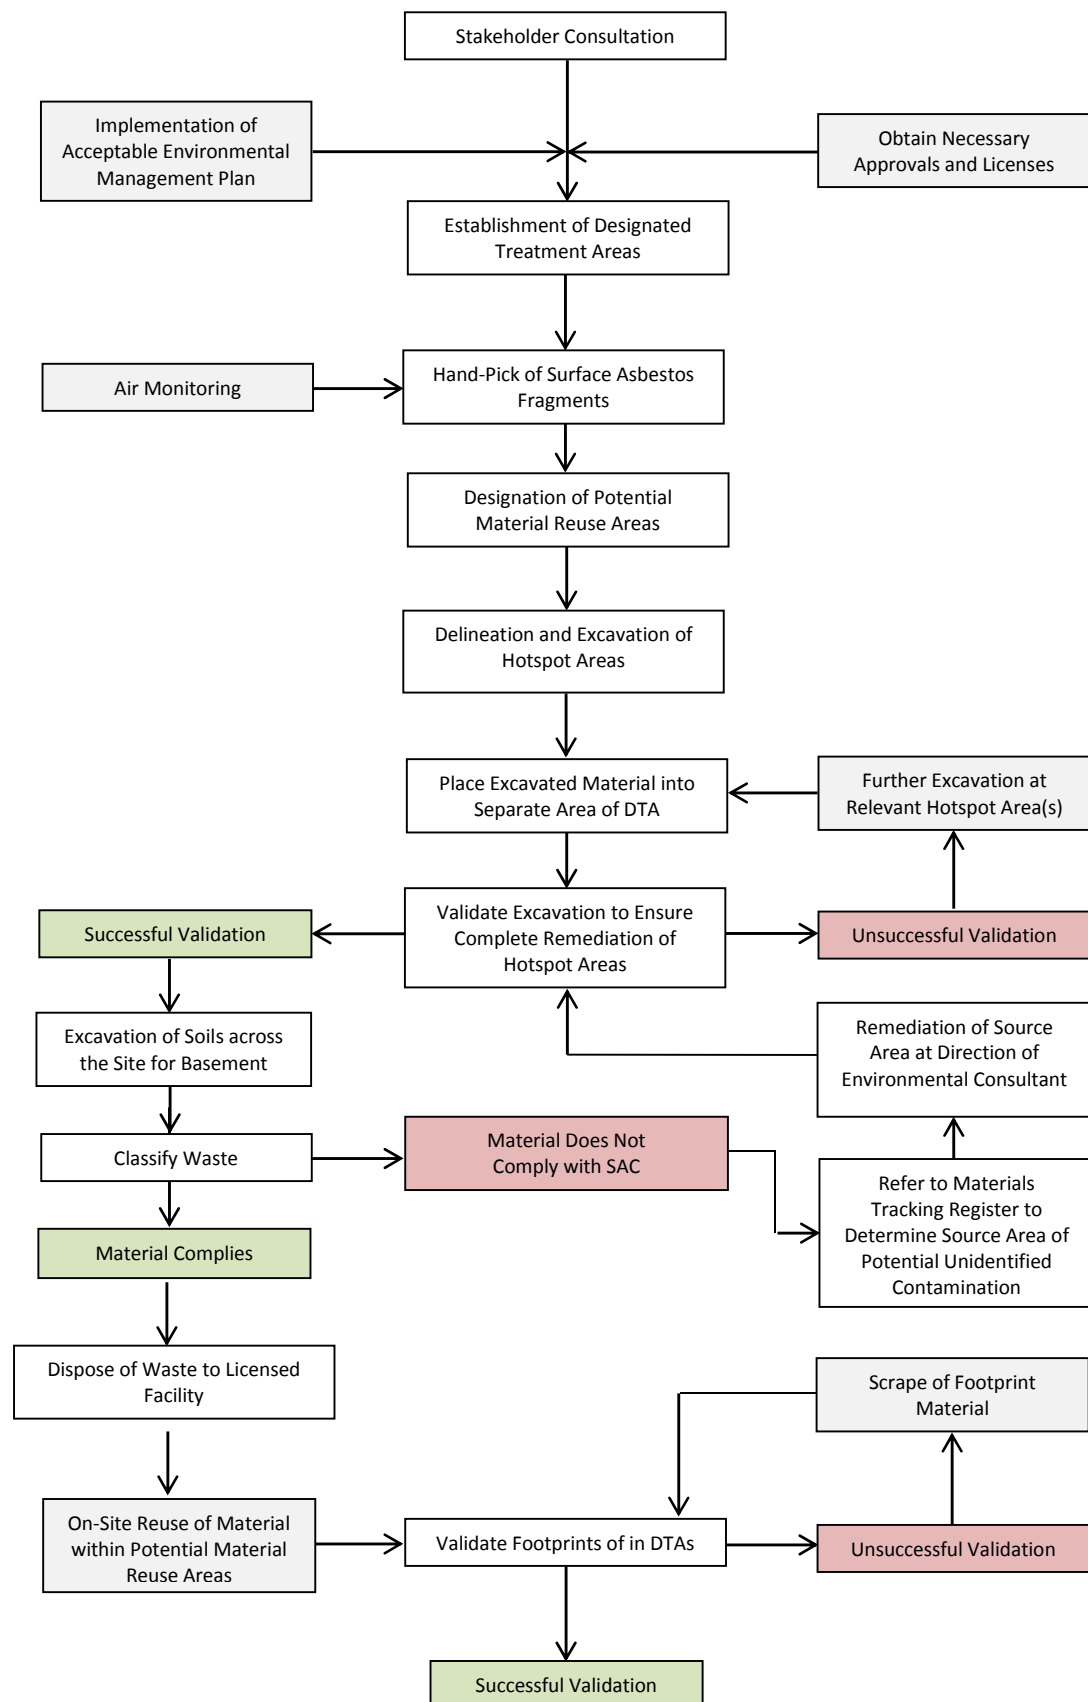 Stakeholder Consultation
Implementation of
Acceptable Environmental
Management Plan
Obtain Necessary
Approvals and Licenses
Establishment of Designated
Treatment Areas
Air Monitoring
Hand-Pick of Surface Asbestos
Fragments
Designation of Potential
Material Reuse Areas
Delineation and Excavation of
Hotspot Areas
Place Excavated Material into
Separate Area of DTA
Further Excavation at
Relevant Hotspot Area(s)
Successful Validation
Validate Excavation to Ensure
Complete Remediation of
Hotspot Areas
Unsuccessful Validation
Excavation of Soils across
the Site for Basement
Remediation of Source
Area at Direction of
Environmental Consultant
Classify Waste
Material Does Not
Comply with SAC
Refer to Materials
Tracking Register to
Determine Source Area of
Potential Unidentified
Contamination
Material Complies
Dispose of Waste to Licensed
Facility
Scrape of Footprint
Material
On-Site Reuse of Material
within Potential Material
Reuse Areas
Validate Footprints of in DTAs
Unsuccessful Validation
Successful Validation